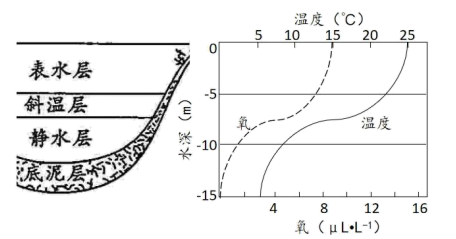 表水层
斜温层
静水层
底泥层
温度（℃）
5 10 15 20 25
0
-5
-10
-15
水深（m）
氧
温度
4 8 12 16
氧（μL•L⁻¹）